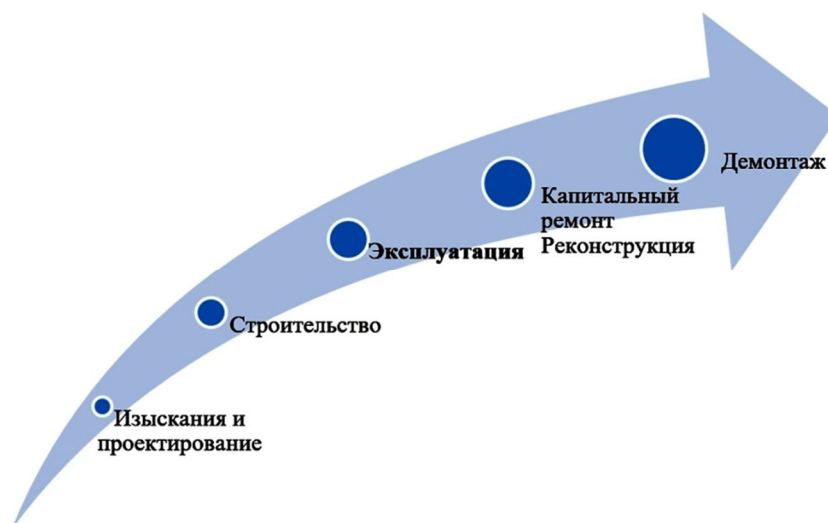 Демонтаж
Капитальный
ремонт
Реконструкция
Эксплуатация
Строительство
Изыскания и
проектирование